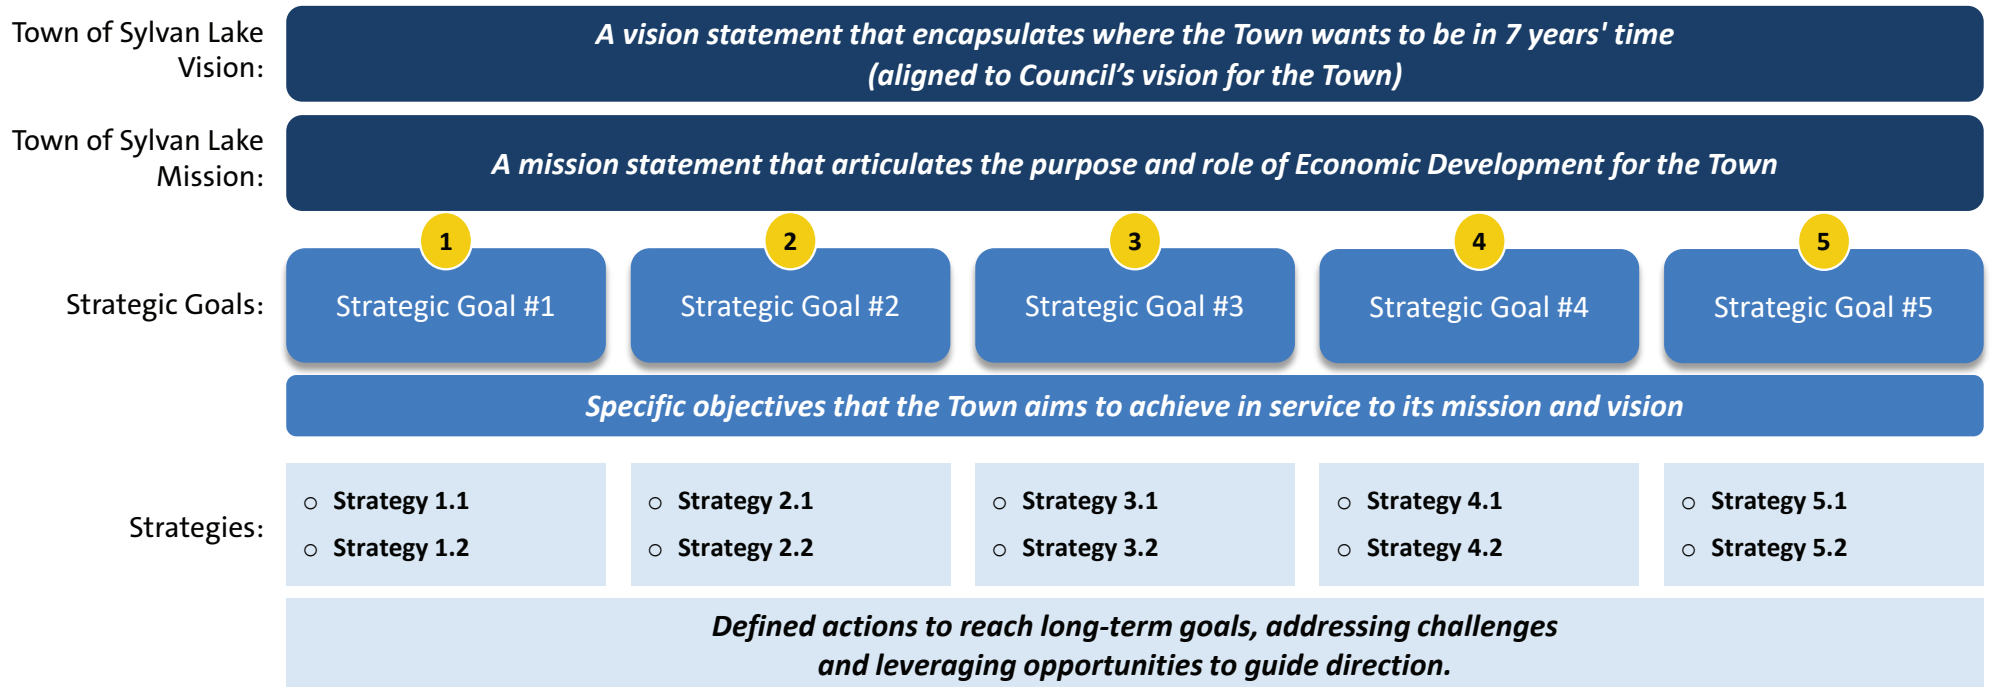 Town of Sylvan Lake
Vision:
A vision statement that encapsulates where the Town wants to be in 7 years' time
(aligned to Council’s vision for the Town)
Town of Sylvan Lake
Mission:
A mission statement that articulates the purpose and role of Economic Development for the Town
1
2
3
4
5
Strategic Goals:
Strategic Goal #1
Strategic Goal #2
Strategic Goal #3
Strategic Goal #4
Strategic Goal #5
Specific objectives that the Town aims to achieve in service to its mission and vision
Strategies:
o Strategy 1.1
o Strategy 1.2
o Strategy 2.1
o Strategy 2.2
o Strategy 3.1
o Strategy 3.2
o Strategy 4.1
o Strategy 4.2
o Strategy 5.1
o Strategy 5.2
Defined actions to reach long-term goals, addressing challenges
and leveraging opportunities to guide direction.